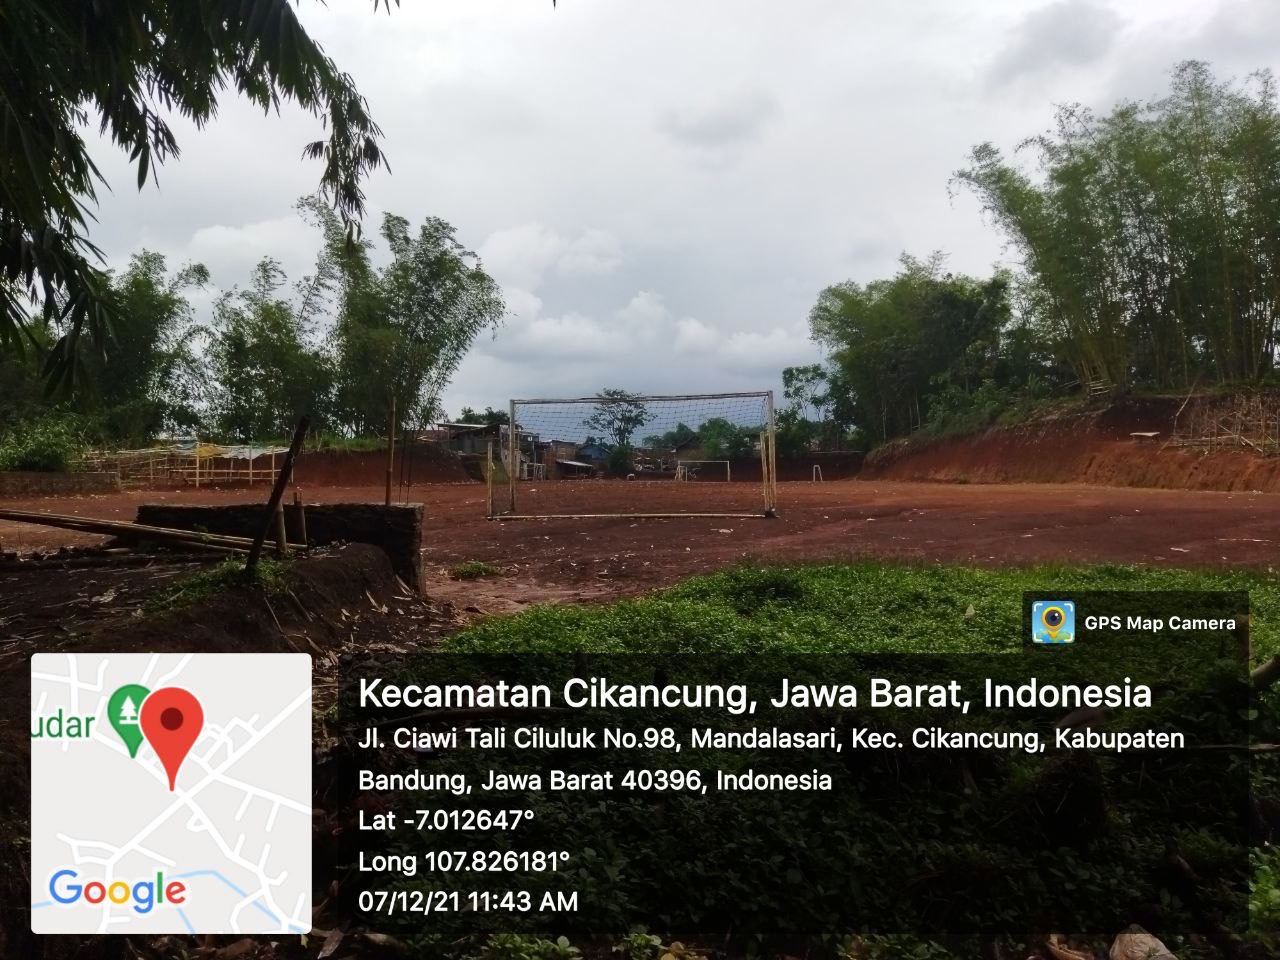 GPS Map Camera
udar
Google
Kecamatan Cikancung, Jawa Barat, Indonesia
Jl. Ciawi Tali Ciluluk No.98, Mandalasari, Kec. Cikancung, Kabupaten
Bandung, Jawa Barat 40396, Indonesia
Lat -7.012647°
Long 107.826181°
07/12/21 11:43 AM